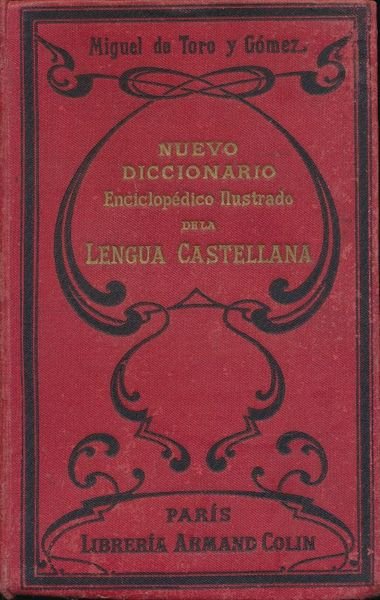 Miguel de Toro y Gómez.
NUEVO
DICCIONARIO
Enciclopédico Ilustrado
DE LA
LENGUA CASTELLANA
PARÍS
LIBRERÍA ARMAND COLIN